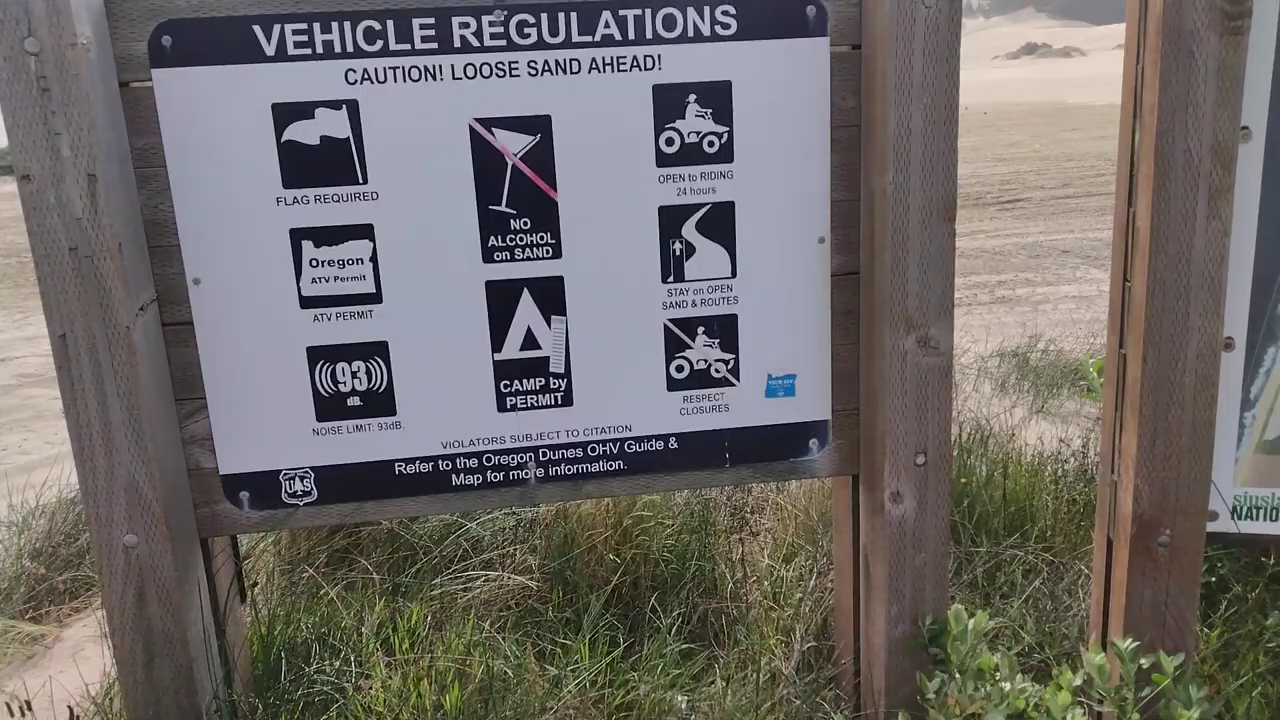 VEHICLE REGULATIONS
CAUTION! LOOSE SAND AHEAD!
FLAG REQUIRED
Oregon
ATV Permit
ATV PERMIT
93
dB.
NOISE LIMIT: 93dB.
NO
ALCOHOL
on SAND
CAMP by
PERMIT
OPEN to RIDING
24 hours
STAY on OPEN
SAND & ROUTES
RESPECT
CLOSURES
VIOLATORS SUBJECT TO CITATION
Refer to the Oregon Dunes OHV Guide &
Map for more information.
UAS
NATIO